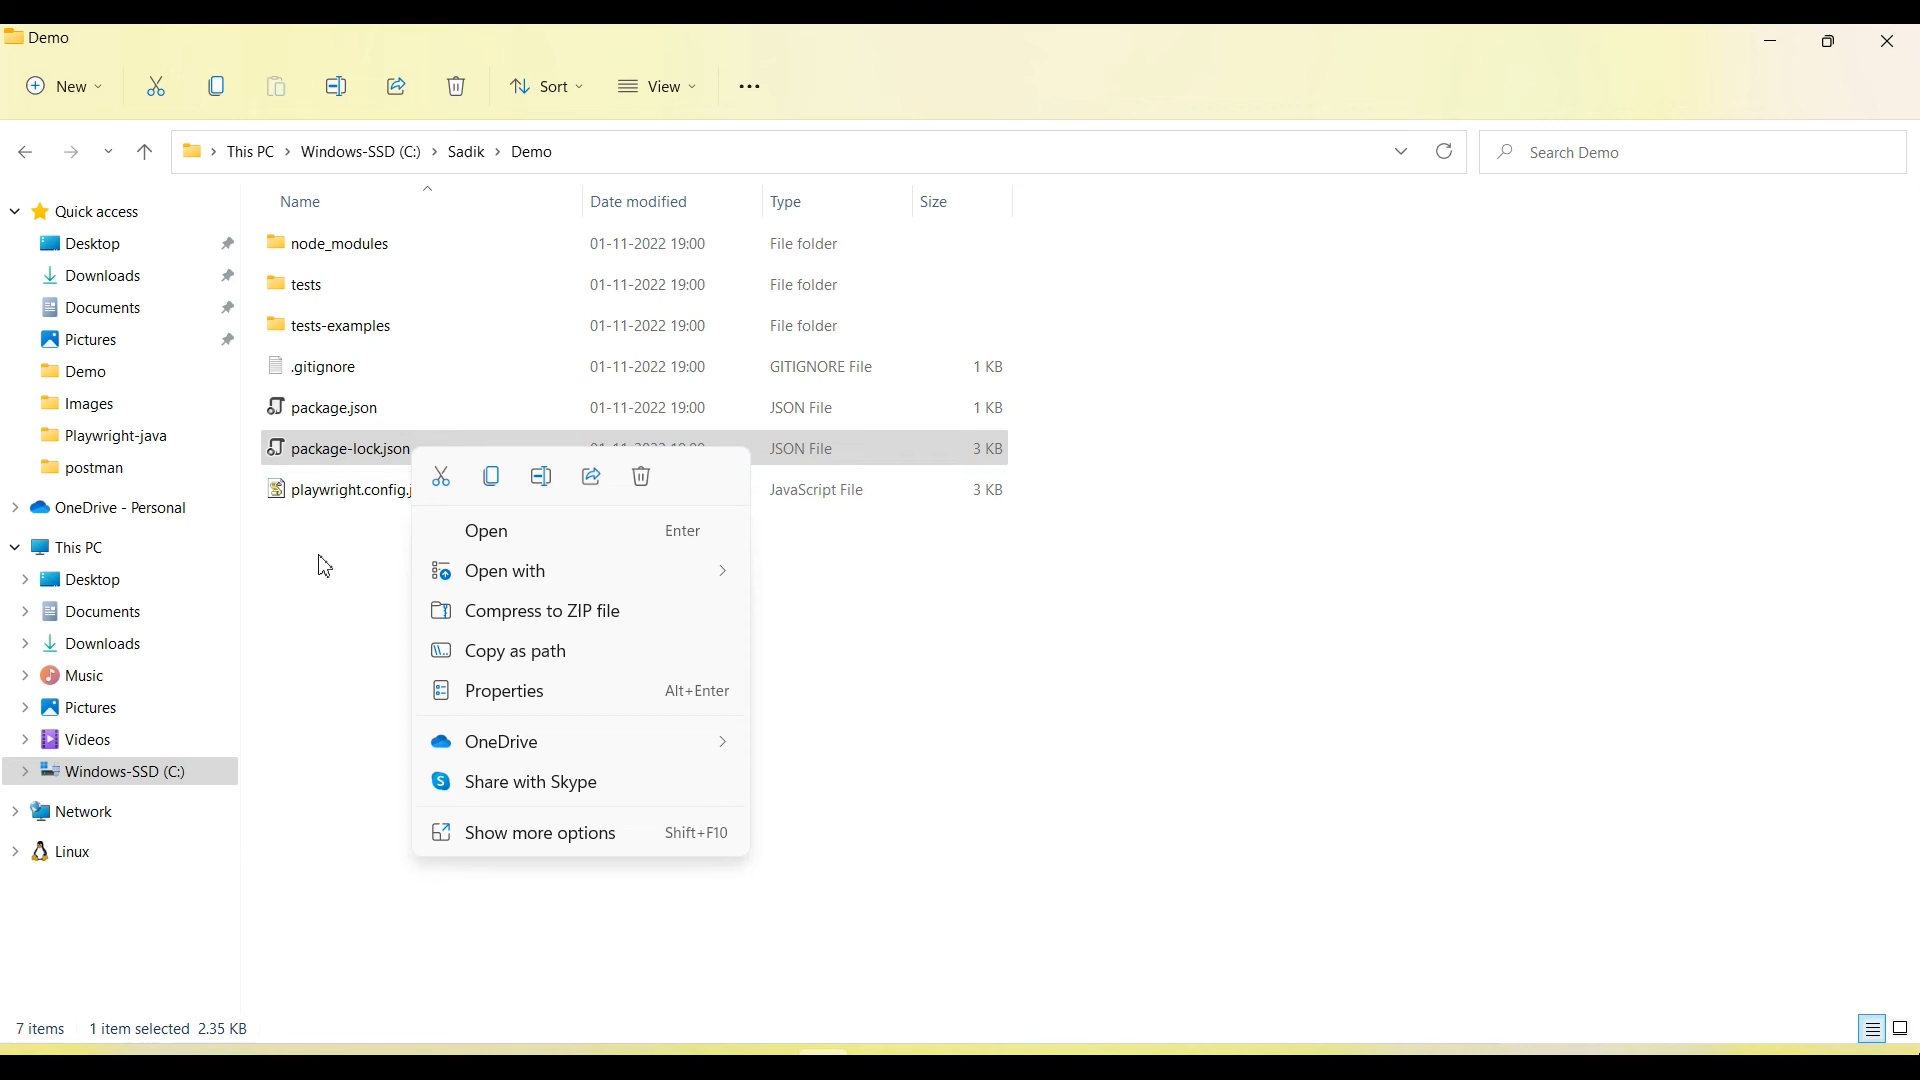 Demo
New Sort View
This PC > Windows-SSD (C:) > Sadik > Demo Search Demo
Name Date modified Type Size
Quick access
Desktop
Downloads
Documents
Pictures
Demo
Images
Playwright-java
postman
OneDrive - Personal
This PC
Desktop
Documents
Downloads
Music
Pictures
Videos
Windows-SSD (C:)
Network
Linux
node_modules 01-11-2022 19:00 File folder
tests 01-11-2022 19:00 File folder
tests-examples 01-11-2022 19:00 File folder
.gitignore 01-11-2022 19:00 GITIGNORE File 1 KB
package.json 01-11-2022 19:00 JSON File 1 KB
package-lock.json JSON File 3 KB
playwright.config.j JavaScript File 3 KB
Open Enter
Open with
Compress to ZIP file
Copy as path
Properties Alt+Enter
OneDrive
Share with Skype
Show more options Shift+F10
7 items 1 item selected 2.35 KB